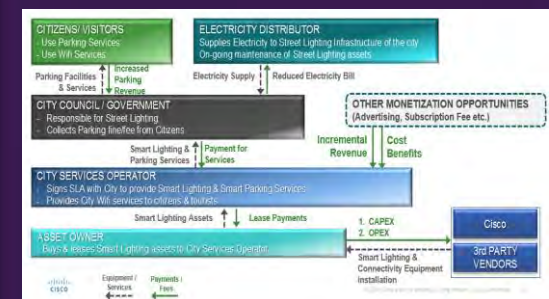 CITIZENS/ VISITORS
- Use Parking Services
- Use Wifi Services
ELECTRICITY DISTRIBUTOR
Supplies Electricity to Street Lighting Infrastructure of the city
On-going maintenance of Street Lighting assets
Parking Facilities
& Services
Increased
Parking
Revenue
Electricity Supply
Reduced Electricity Bill
CITY COUNCIL / GOVERNMENT
- Responsible for Street Lighting
- Collects Parking fine/fee from Citizens
OTHER MONETIZATION OPPORTUNITIES
(Advertising, Subscription Fee etc.)
Smart Lighting &
Parking Services
Payment for
Services
Incremental
Revenue
Cost
Benefits
CITY SERVICES OPERATOR
- Signs SLA with City to provide Smart Lighting & Smart Parking Services
- Provides City Wifi services to citizens & tourists
Smart Lighting Assets
Lease Payments
ASSET OWNER
Buys & leases Smart Lighting assets to City Services Operator
1. CAPEX
2. OPEX
Cisco
3rd PARTY
VENDORS
Smart Lighting &
Connectivity Equipment
Installation
CISCO
Equipment /
Services
Payments /
Fees